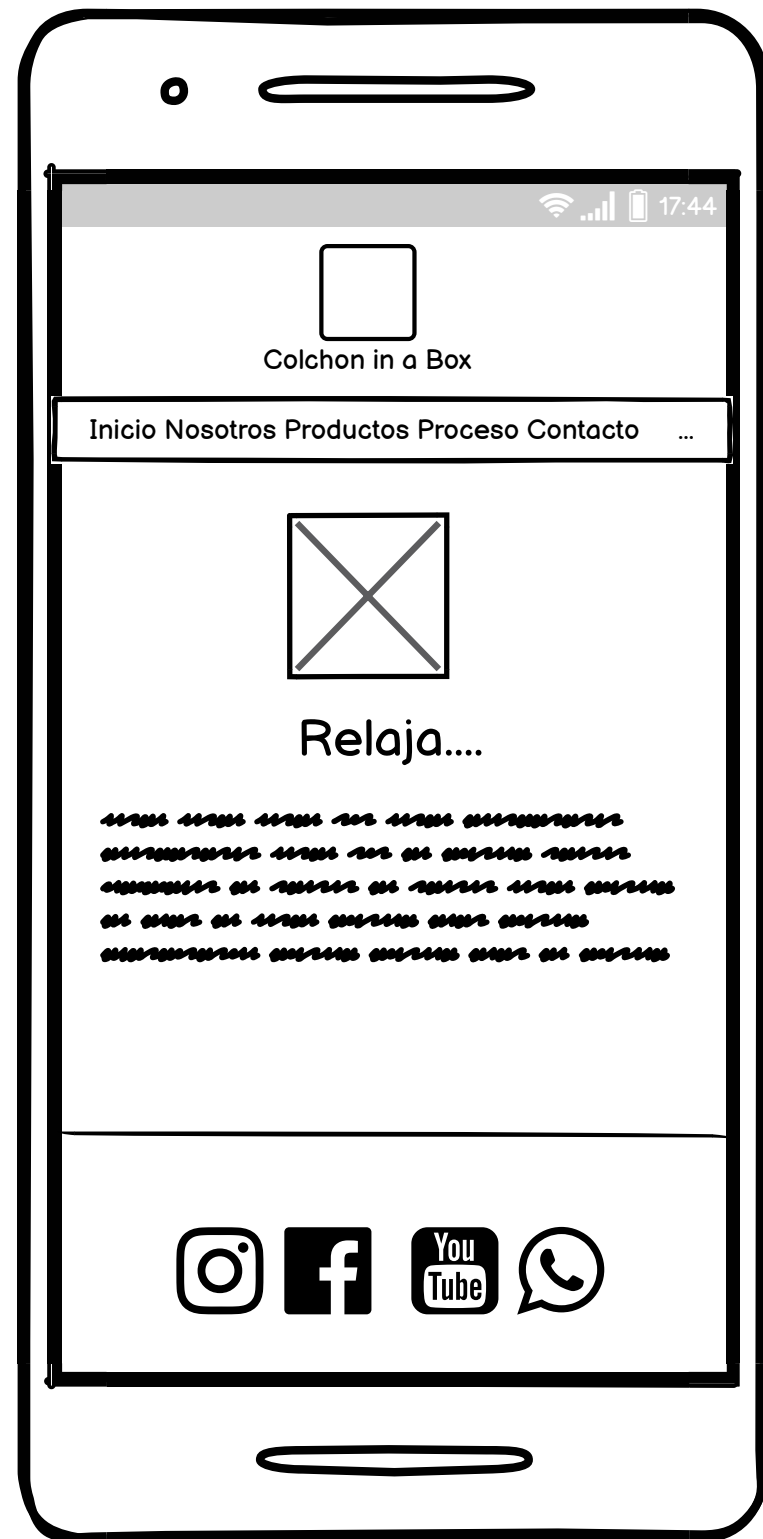 17:44
Colchon in a Box
Inicio Nosotros Productos Proceso Contacto ...
Relaja....
You
Tube